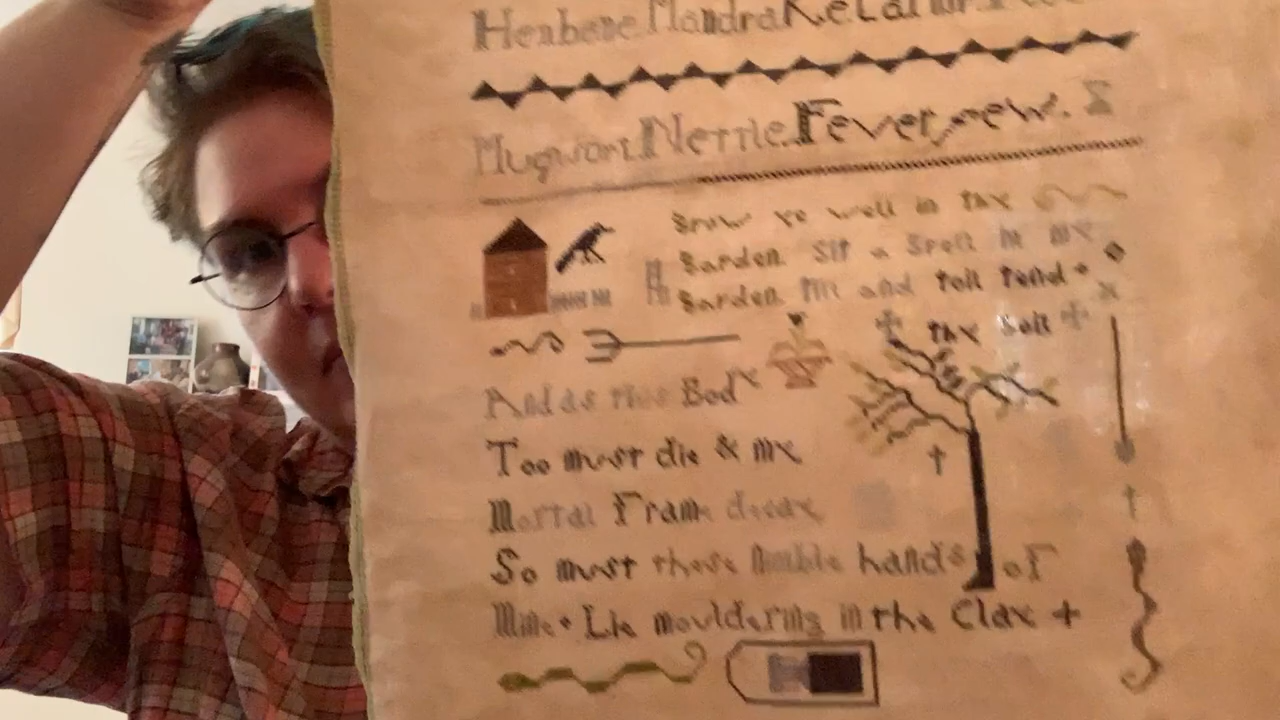 Henbane. Mandrake.
Mugwort. Nettle. Feverfew.
Grow ye well in thy
Garden. Sit a Spell in my
Garden. Till and toil tend
thy Soil
And as this Body
Too must die & my
Mortal Frame decay
So must these Nimble hands of
Mine Lie mouldering in the Clay +